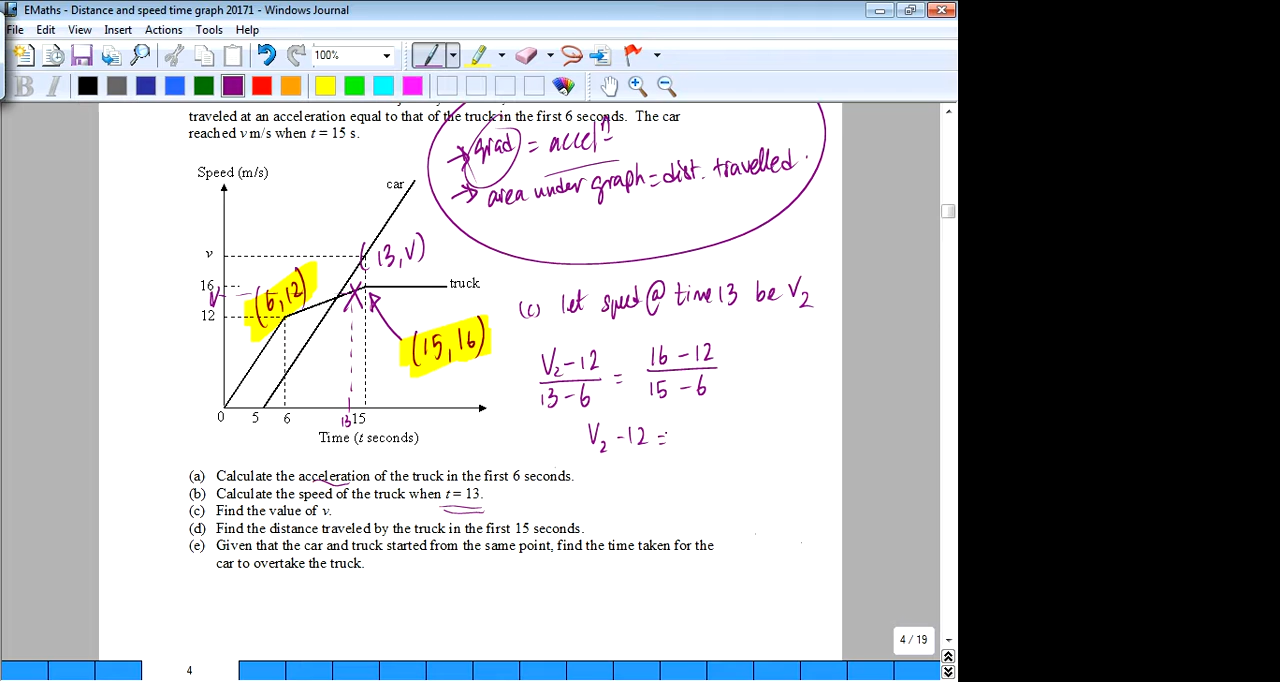 EMaths - Distance and speed time graph 20171 - Windows Journal
File Edit View Insert Actions Tools Help
100%
B I
traveled at an acceleration equal to that of the truck in the first 6 seconds. The car
reached v m/s when t = 15 s.
→ grad = accel^n
→ area under graph = dist. travelled.
Speed (m/s)
car
v
(13, V)
16
V
(6, 12)
truck
12
(15, 16)
0 5 6 13 15
Time (t seconds)
(c) let speed @ time 13 be V₂
V₂ - 12 / 13 - 6 = 16 - 12 / 15 - 6
V₂ - 12 =
(a) Calculate the acceleration of the truck in the first 6 seconds.
(b) Calculate the speed of the truck when t = 13.
(c) Find the value of v.
(d) Find the distance traveled by the truck in the first 15 seconds.
(e) Given that the car and truck started from the same point, find the time taken for the
car to overtake the truck.
4 / 19
4